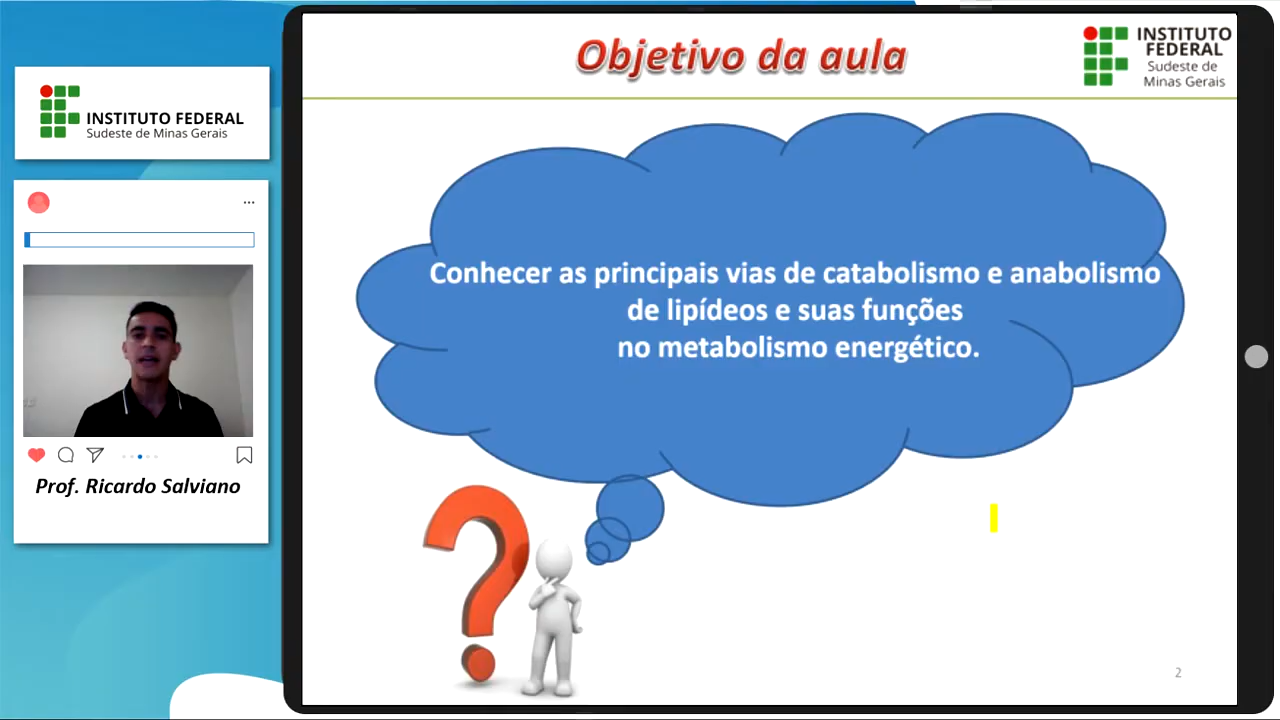 Objetivo da aula
INSTITUTO
FEDERAL
Sudeste de
Minas Gerais
INSTITUTO FEDERAL
Sudeste de Minas Gerais
Conhecer as principais vias de catabolismo e anabolismo
de lipídeos e suas funções
no metabolismo energético.
Prof. Ricardo Salviano
2